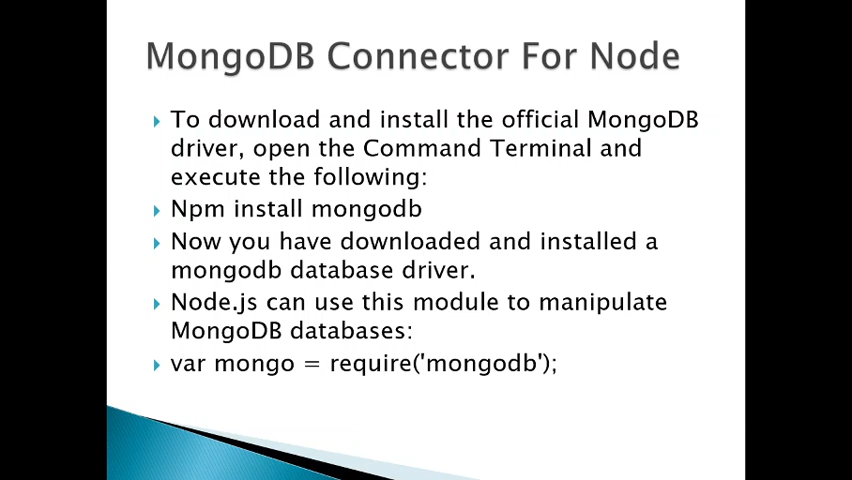 MongoDB Connector For Node
To download and install the official MongoDB
driver, open the Command Terminal and
execute the following:
Npm install mongodb
Now you have downloaded and installed a
mongodb database driver.
Node.js can use this module to manipulate
MongoDB databases:
var mongo = require('mongodb');